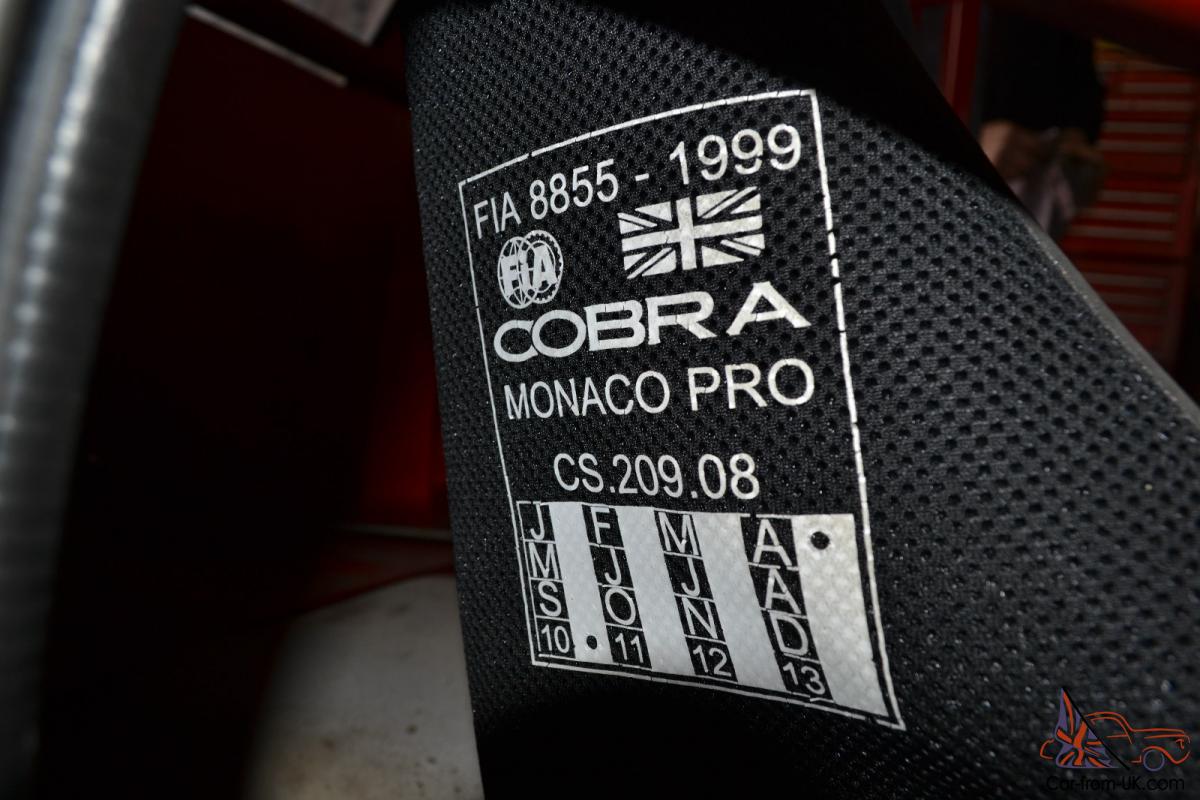 FIA 8855 - 1999
FIA
COBRA
MONACO PRO
CS.209.08
J F M A
M J J A
S O N D
10 11 12 13
Car-from-UK.com